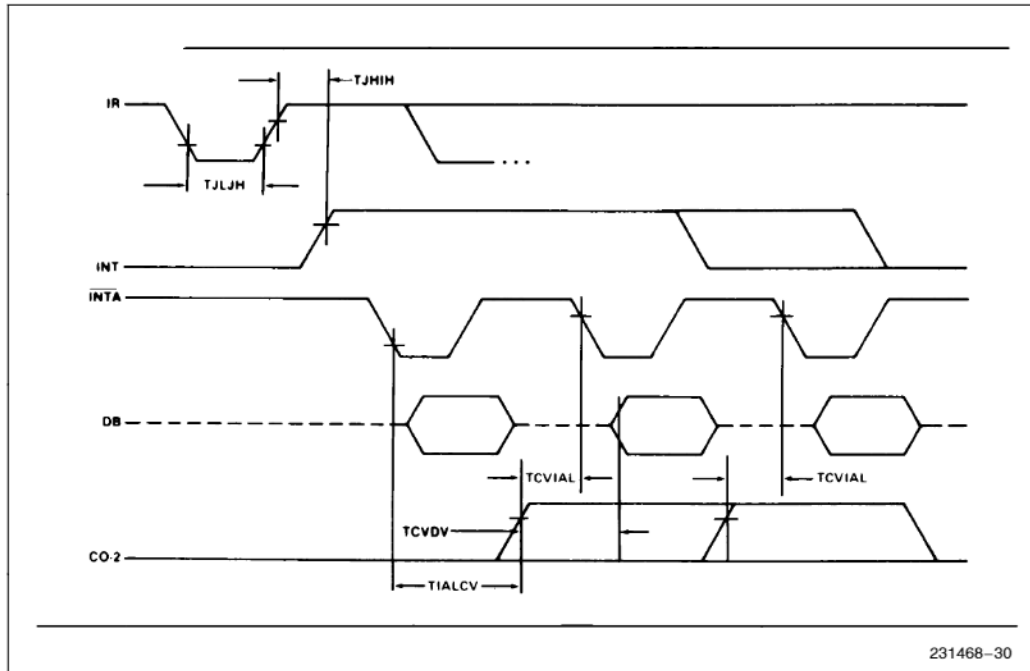 TJHIH
IR
TJLJH
...
INT
INTA
DB
TCVIAL
TCVIAL
TCVDV
CO-2
TIALCV
231468–30